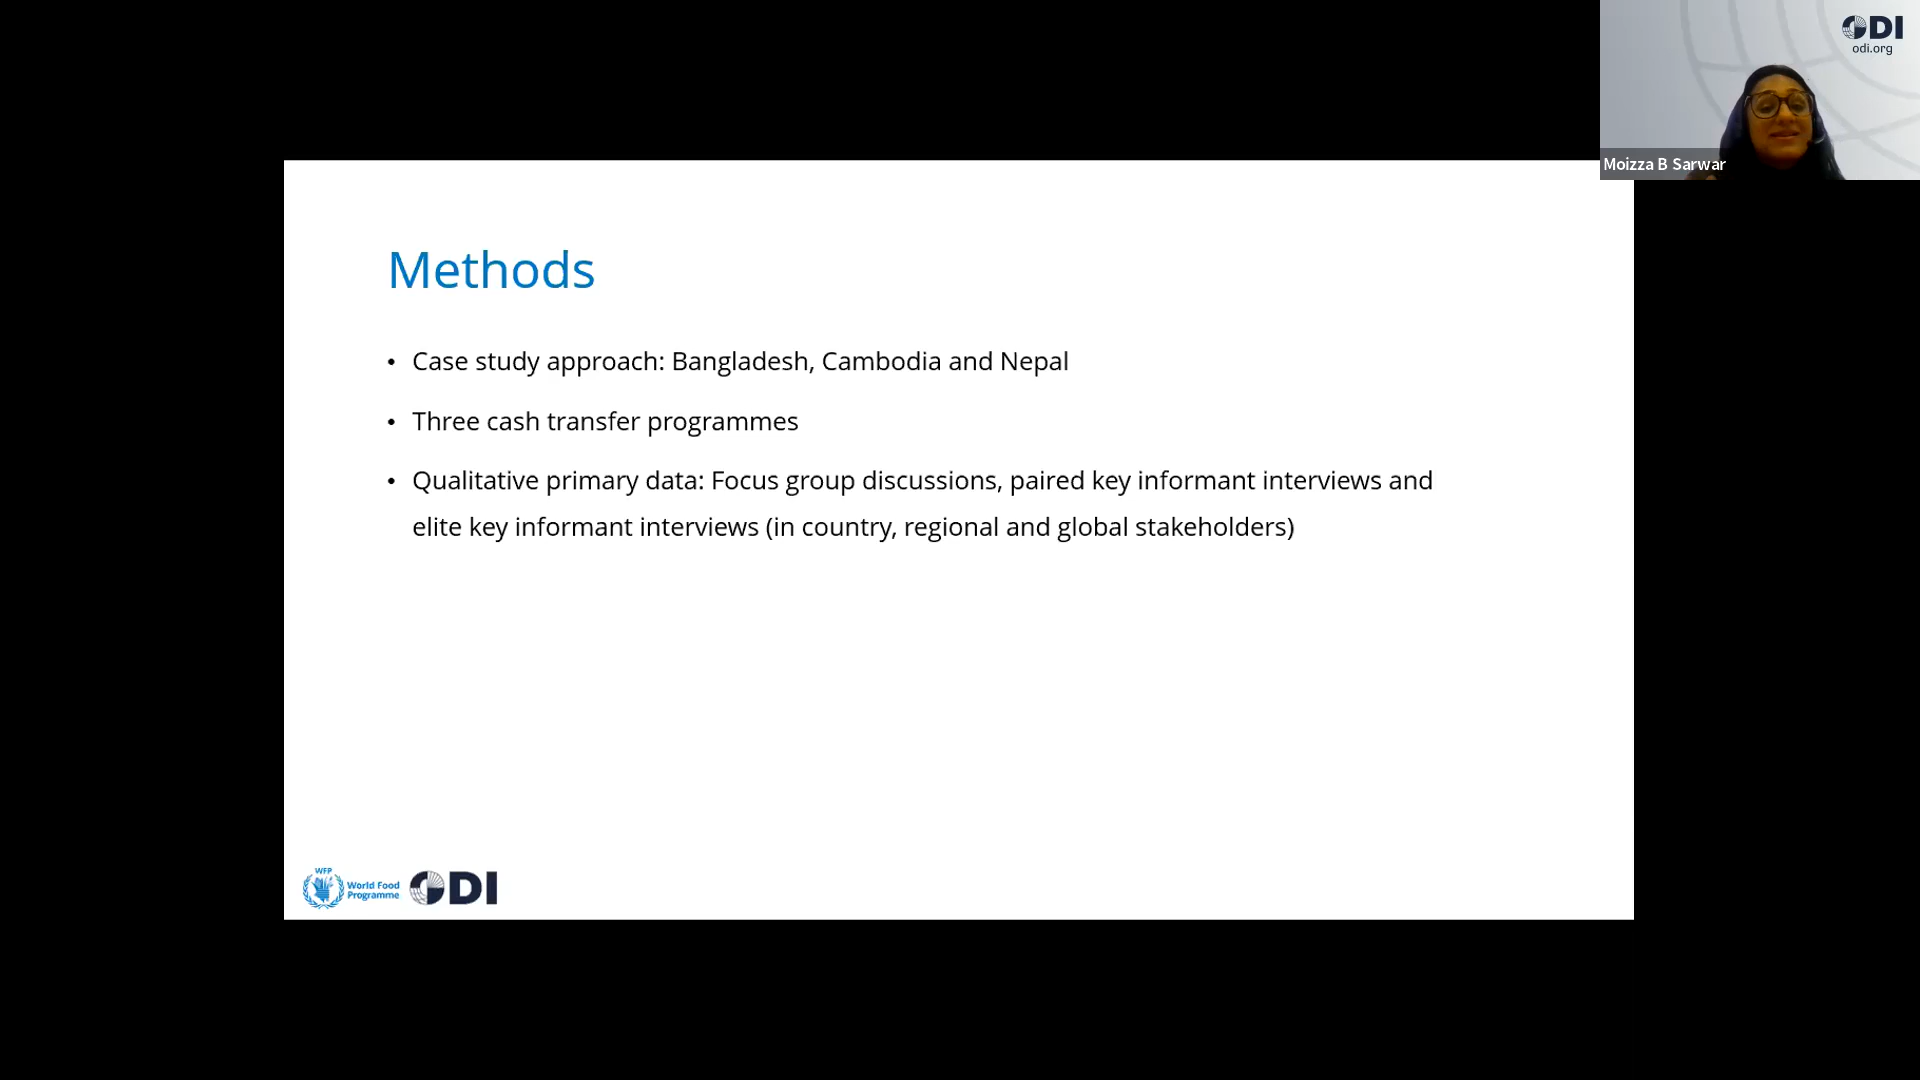 ODI
odi.org
Moizza B Sarwar
Methods
• Case study approach: Bangladesh, Cambodia and Nepal
• Three cash transfer programmes
• Qualitative primary data: Focus group discussions, paired key informant interviews and
elite key informant interviews (in country, regional and global stakeholders)
WFP
World Food
Programme
ODI